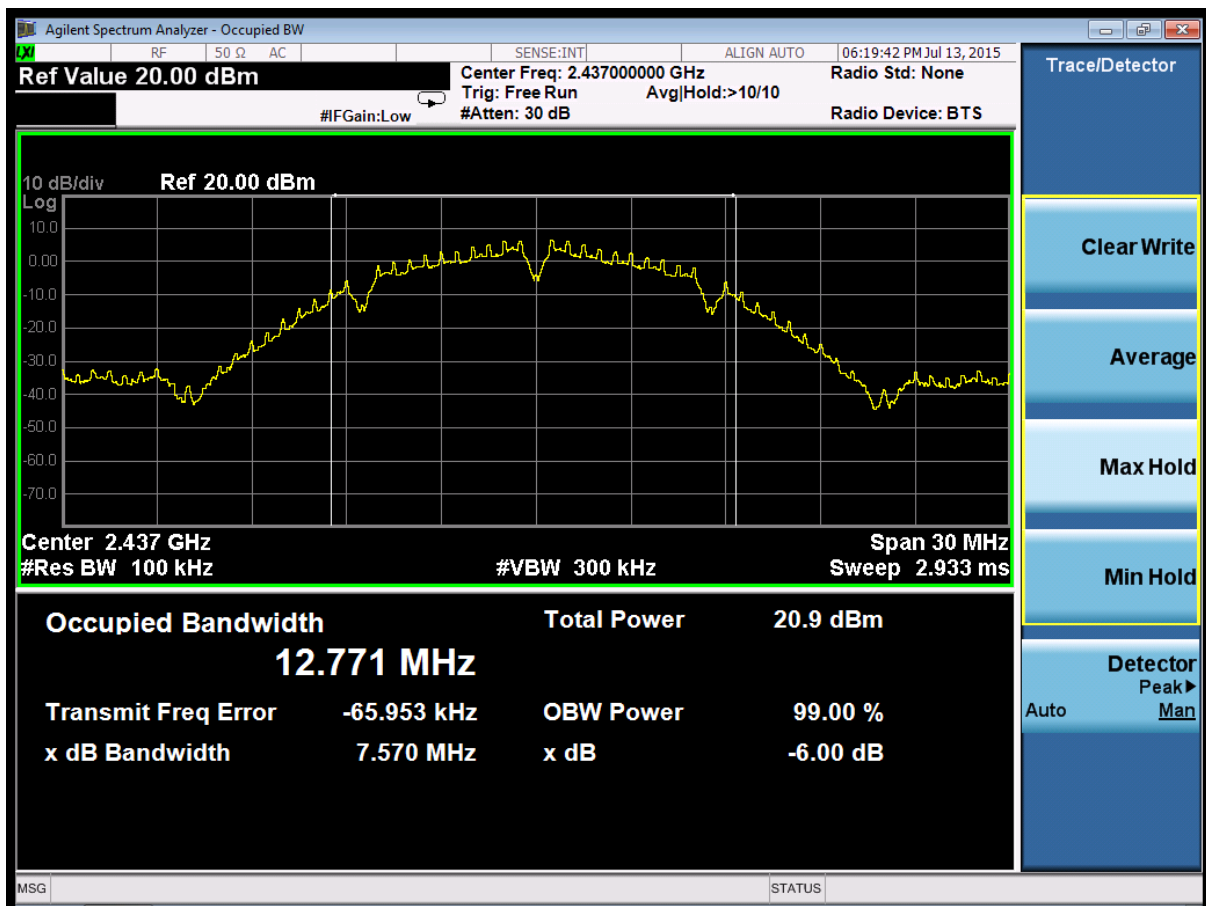 Agilent Spectrum Analyzer - Occupied BW
LXI RF 50 Ω AC SENSE:INT ALIGN AUTO 06:19:42 PM Jul 13, 2015
Ref Value 20.00 dBm Center Freq: 2.437000000 GHz Radio Std: None
Trig: Free Run Avg|Hold:>10/10
#IFGain:Low #Atten: 30 dB Radio Device: BTS
10 dB/div Ref 20.00 dBm
Log
10.0
0.00
-10.0
-20.0
-30.0
-40.0
-50.0
-60.0
-70.0
Center 2.437 GHz Span 30 MHz
#Res BW 100 kHz #VBW 300 kHz Sweep 2.933 ms
Occupied Bandwidth Total Power 20.9 dBm
12.771 MHz
Transmit Freq Error -65.953 kHz OBW Power 99.00 %
x dB Bandwidth 7.570 MHz x dB -6.00 dB
MSG STATUS
Trace/Detector
Clear Write
Average
Max Hold
Min Hold
Detector
Peak▶
Auto Man